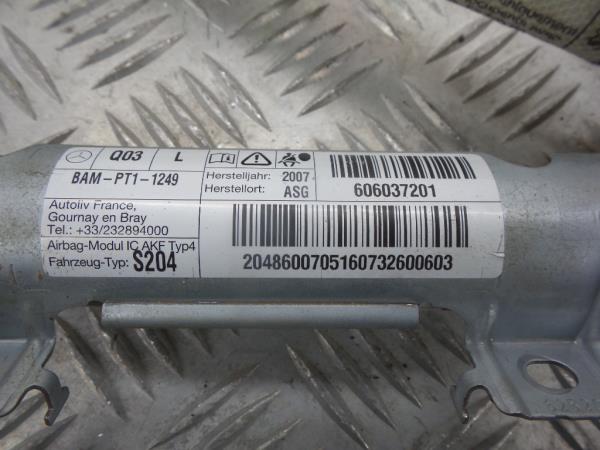 Q03 L
BAM-PT1-1249
Autoliv France,
Gournay en Bray
Tel.: +33/232894000
Airbag-Modul IC AKF Typ4
Fahrzeug-Typ: S204
Herstelljahr: 2007
Herstellort: ASG
606037201
2048600705160732600603